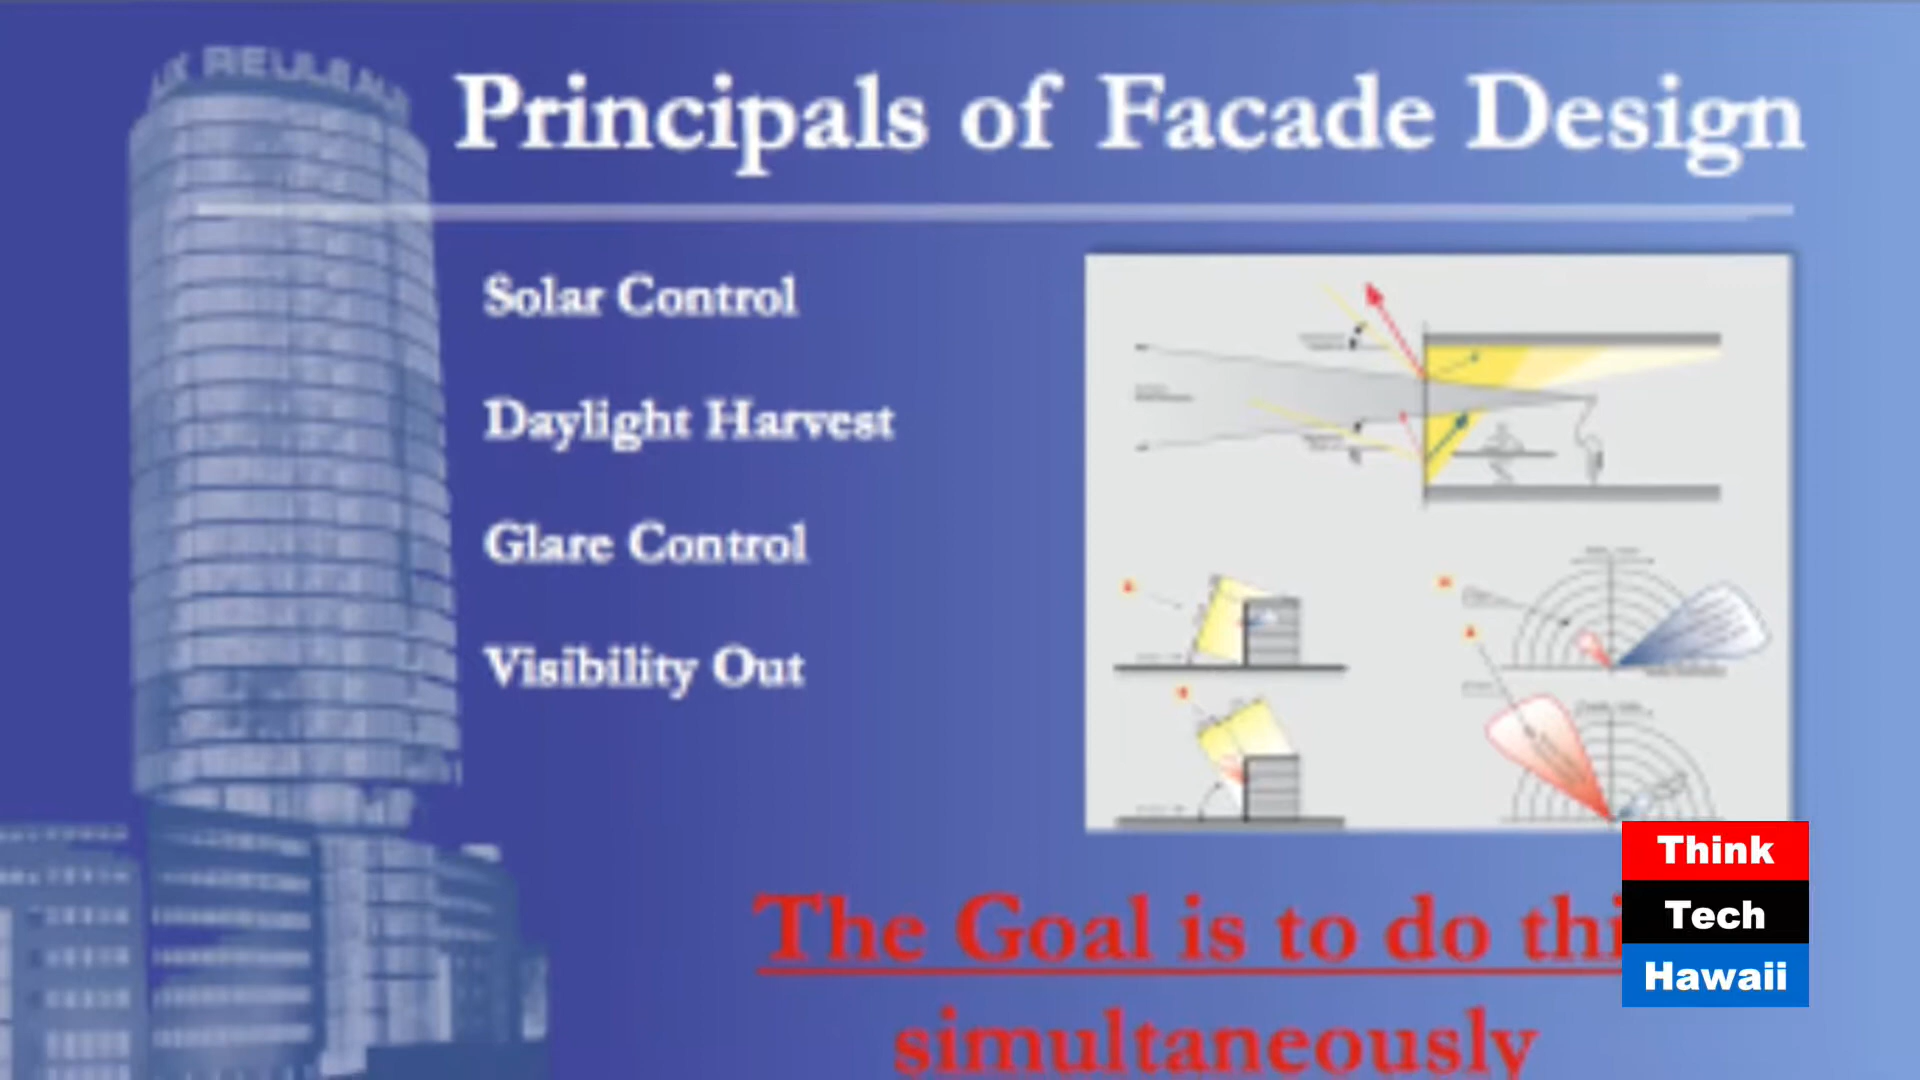 Principals of Facade Design
Solar Control
Daylight Harvest
Glare Control
Visibility Out
The Goal is to do thi
simultaneously
Think
Tech
Hawaii